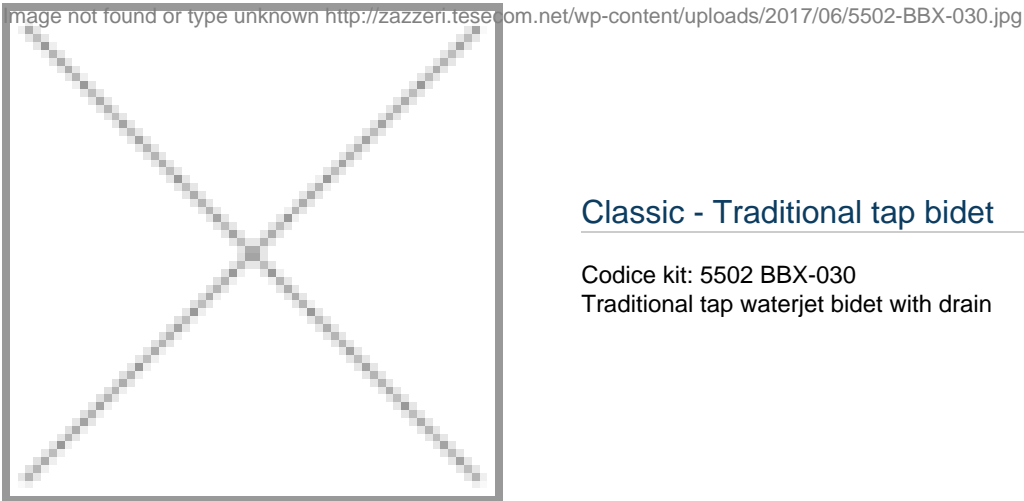 Image not found or type unknown http://zazzeri.tesecom.net/wp-content/uploads/2017/06/5502-BBX-030.jpg
Classic - Traditional tap bidet
Codice kit: 5502 BBX-030
Traditional tap waterjet bidet with drain